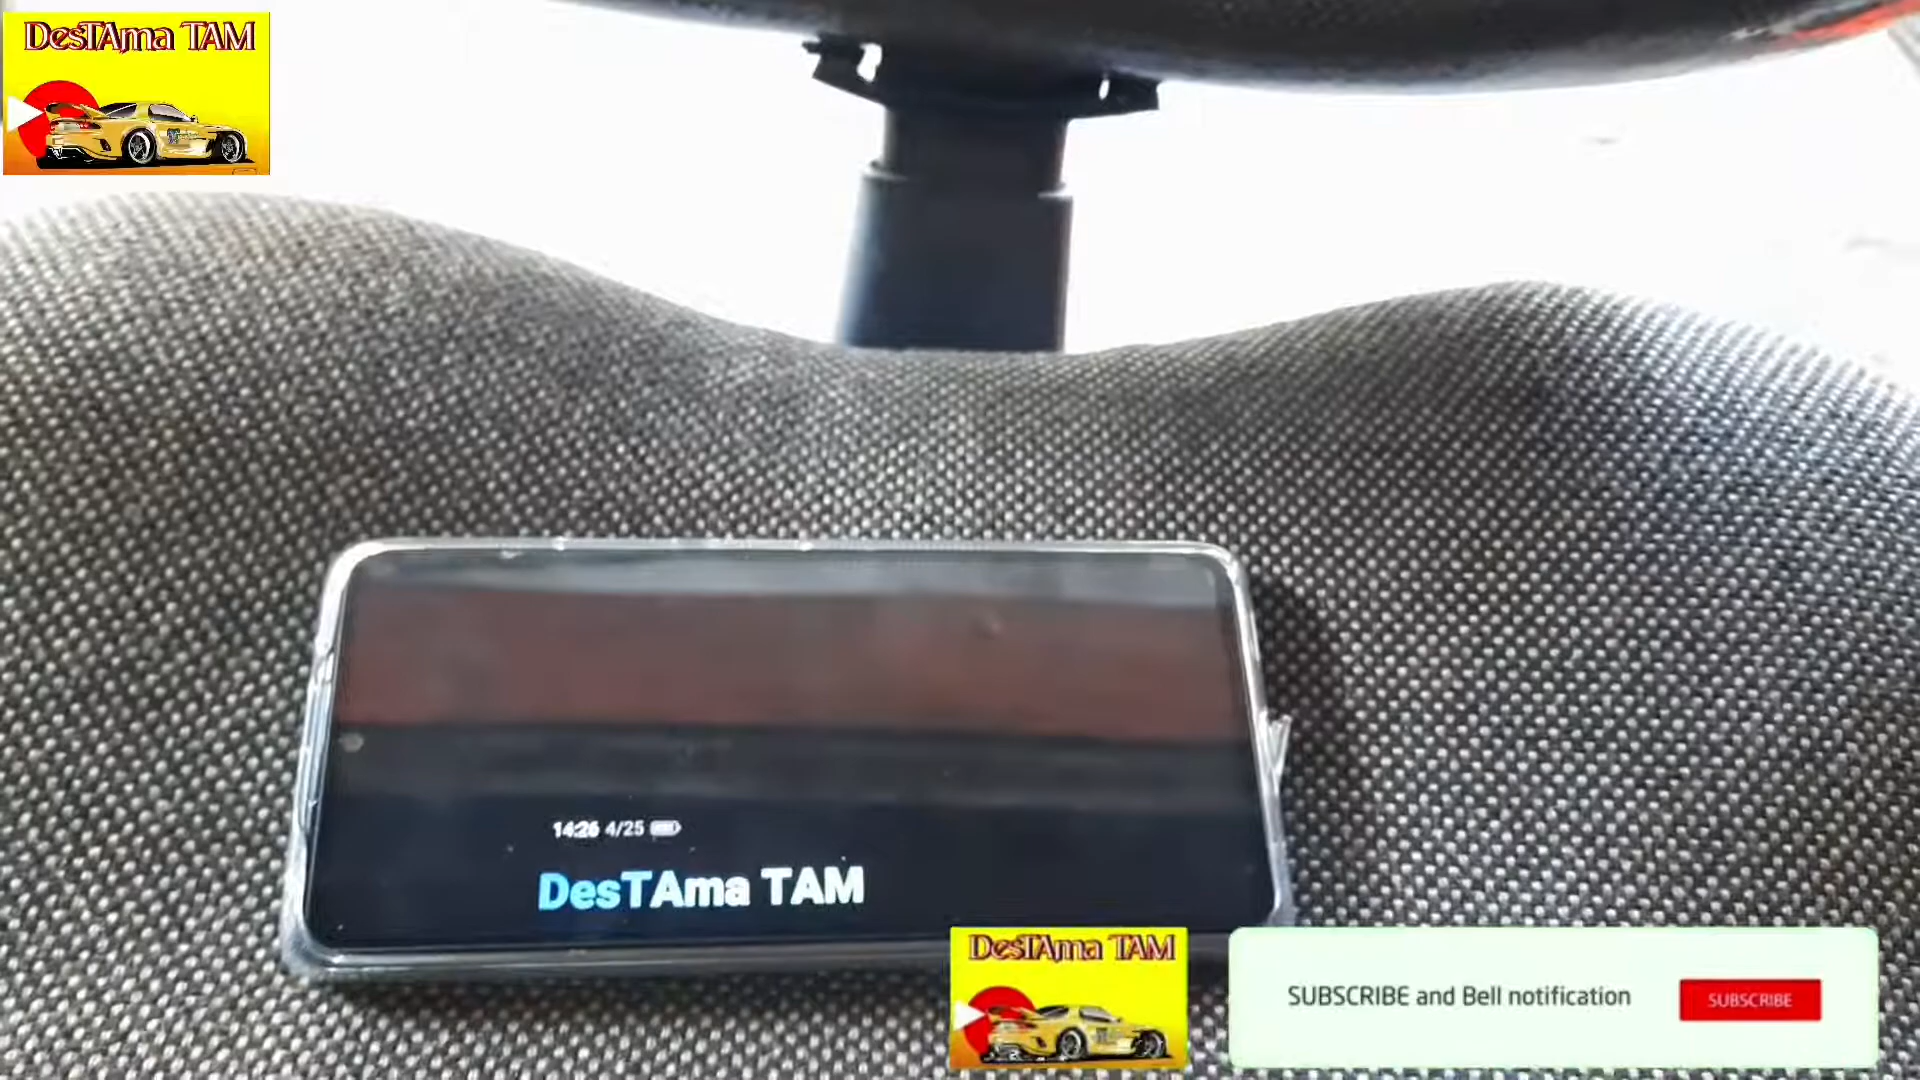 DesTAma TAM
14:26 4/25
DesTAma TAM
DesTAma TAM
SUBSCRIBE and Bell notification
SUBSCRIBE